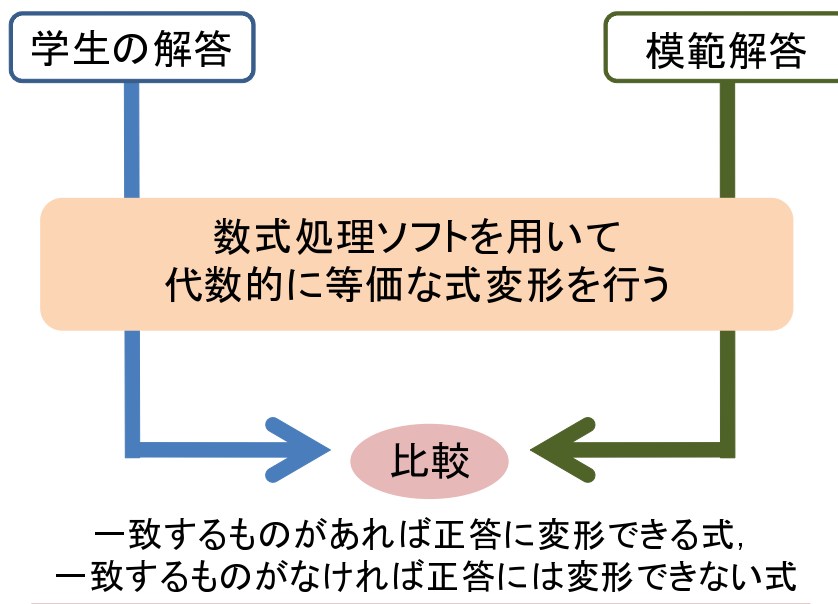 学生の解答
模範解答
数式処理ソフトを用いて
代数的に等価な式変形を行う
比較
一致するものがあれば正答に変形できる式,
一致するものがなければ正答には変形できない式